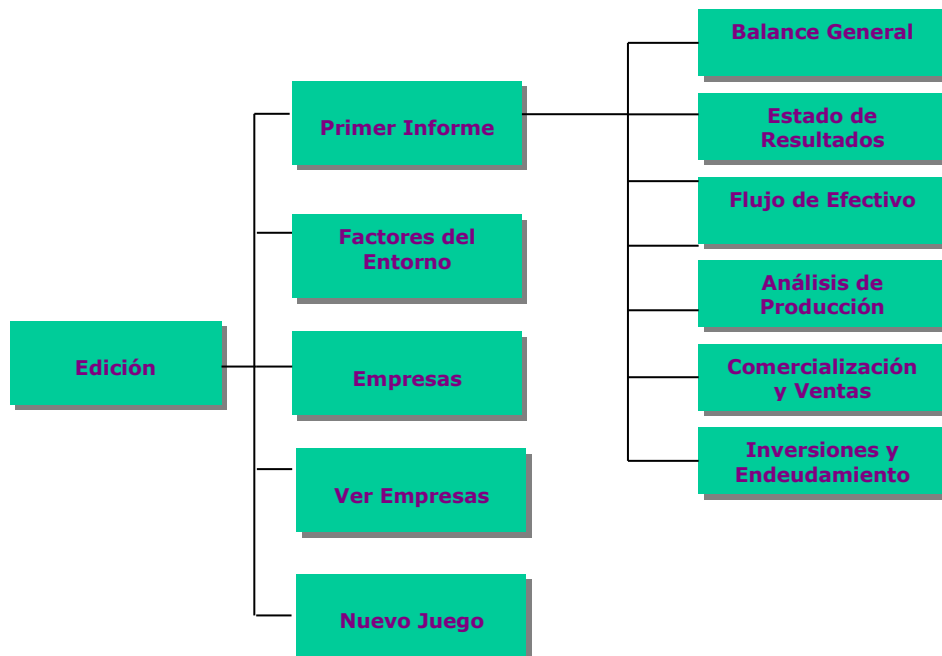 Edición
Primer Informe
Factores del
Entorno
Empresas
Ver Empresas
Nuevo Juego
Balance General
Estado de
Resultados
Flujo de Efectivo
Análisis de
Producción
Comercialización
y Ventas
Inversiones y
Endeudamiento